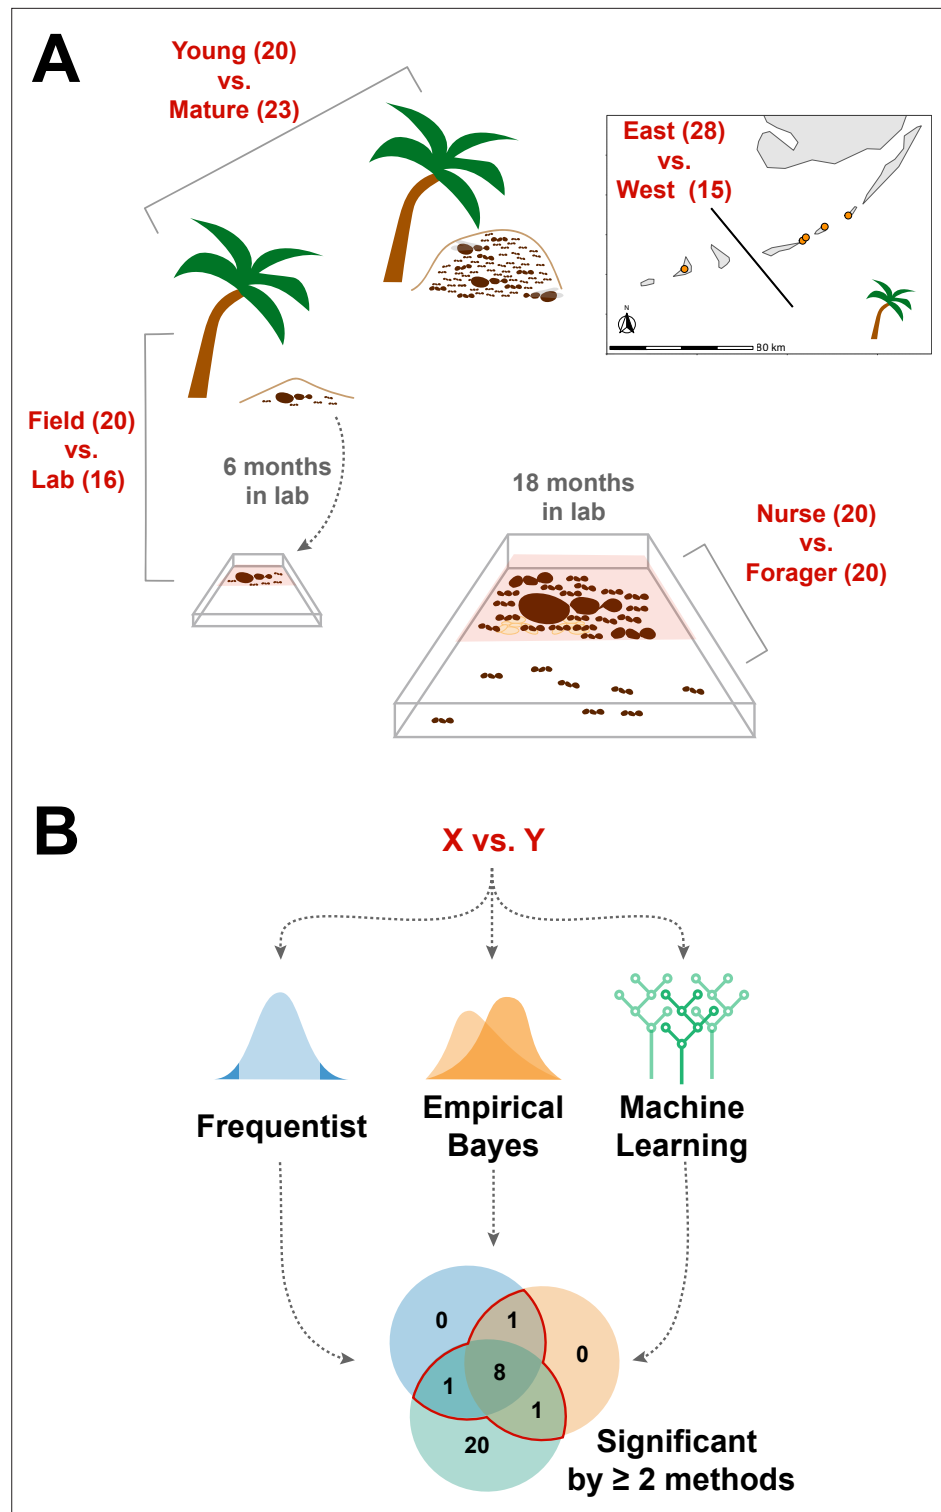 A
Young (20)
vs.
Mature (23)
East (28)
vs.
West (15)
N
80 km
Field (20)
vs.
Lab (16)
6 months
in lab
18 months
in lab
Nurse (20)
vs.
Forager (20)
B
X vs. Y
Frequentist
Empirical
Bayes
Machine
Learning
0
1
0
8
1
1
20
Significant
by ≥ 2 methods